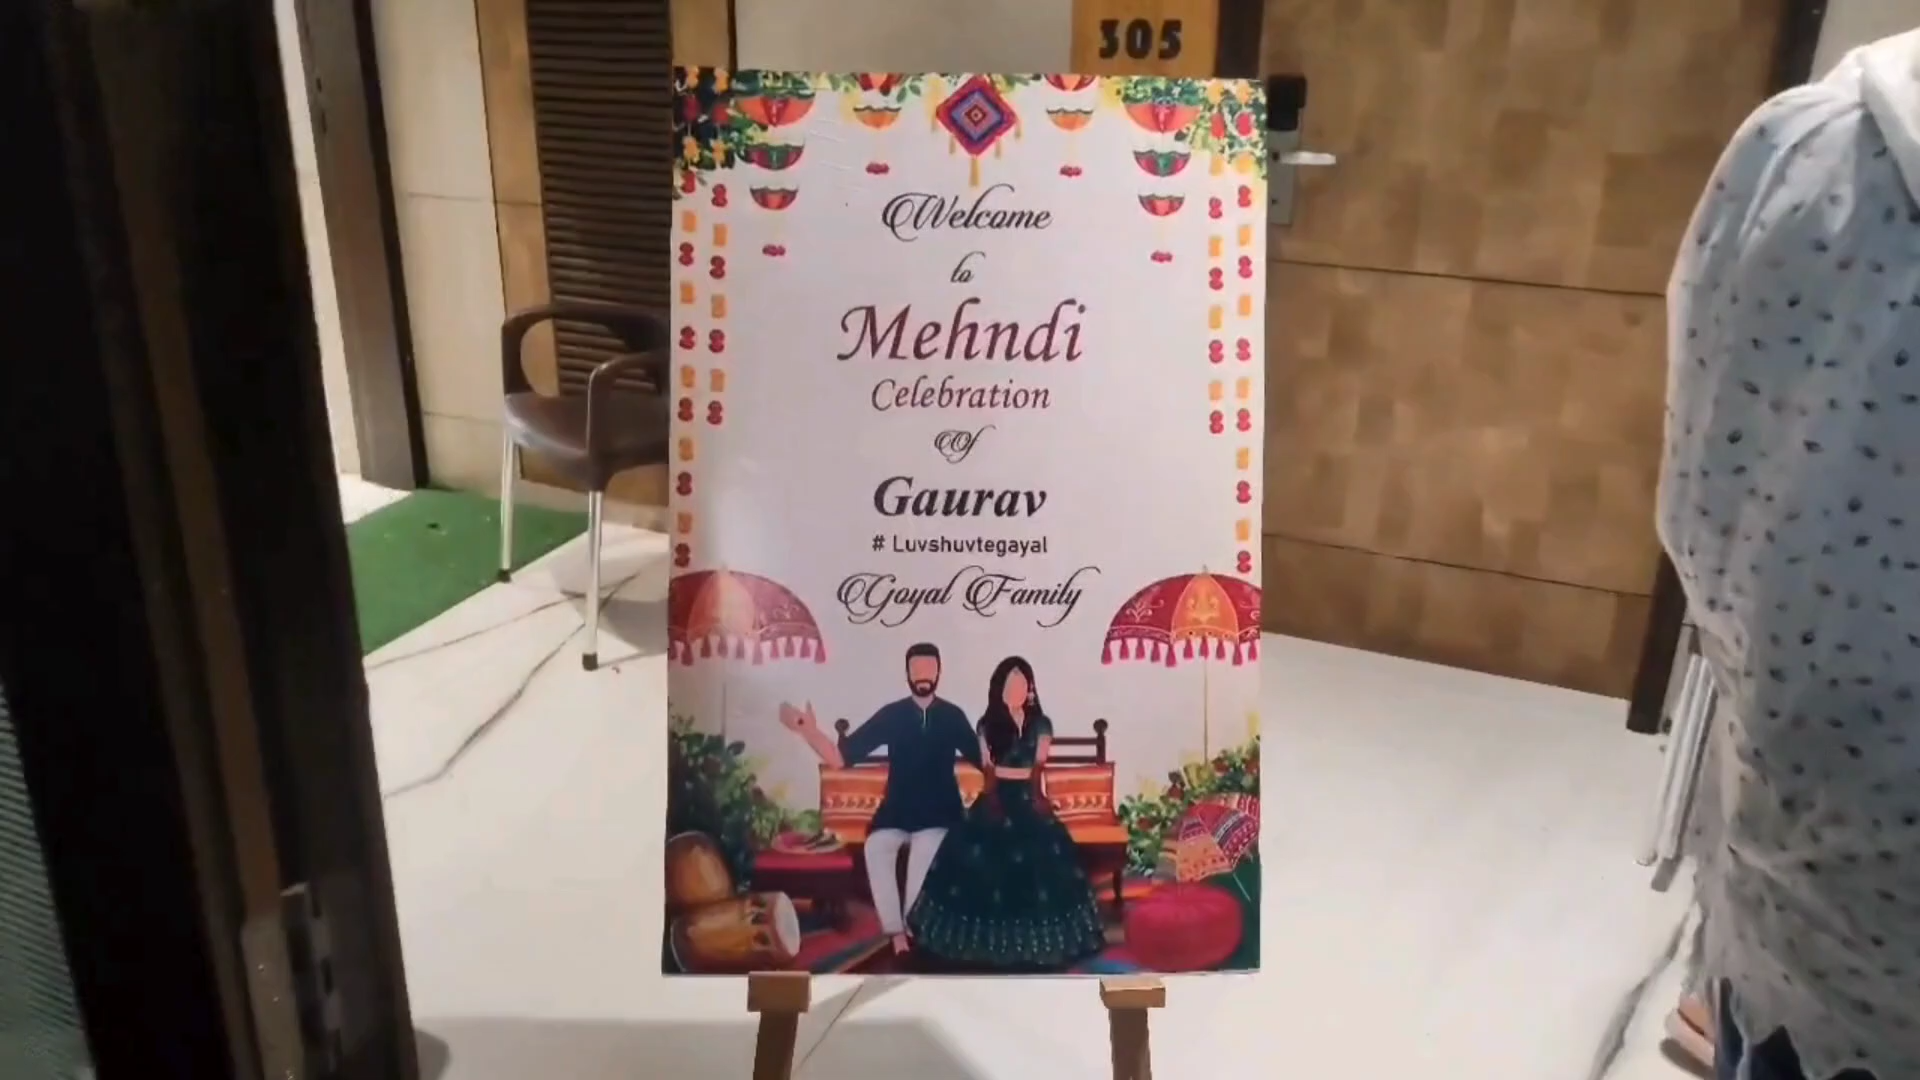 305
Welcome
to
Mehndi
Celebration
Of
Gaurav
# Luvshuvtegayal
Goyal Family